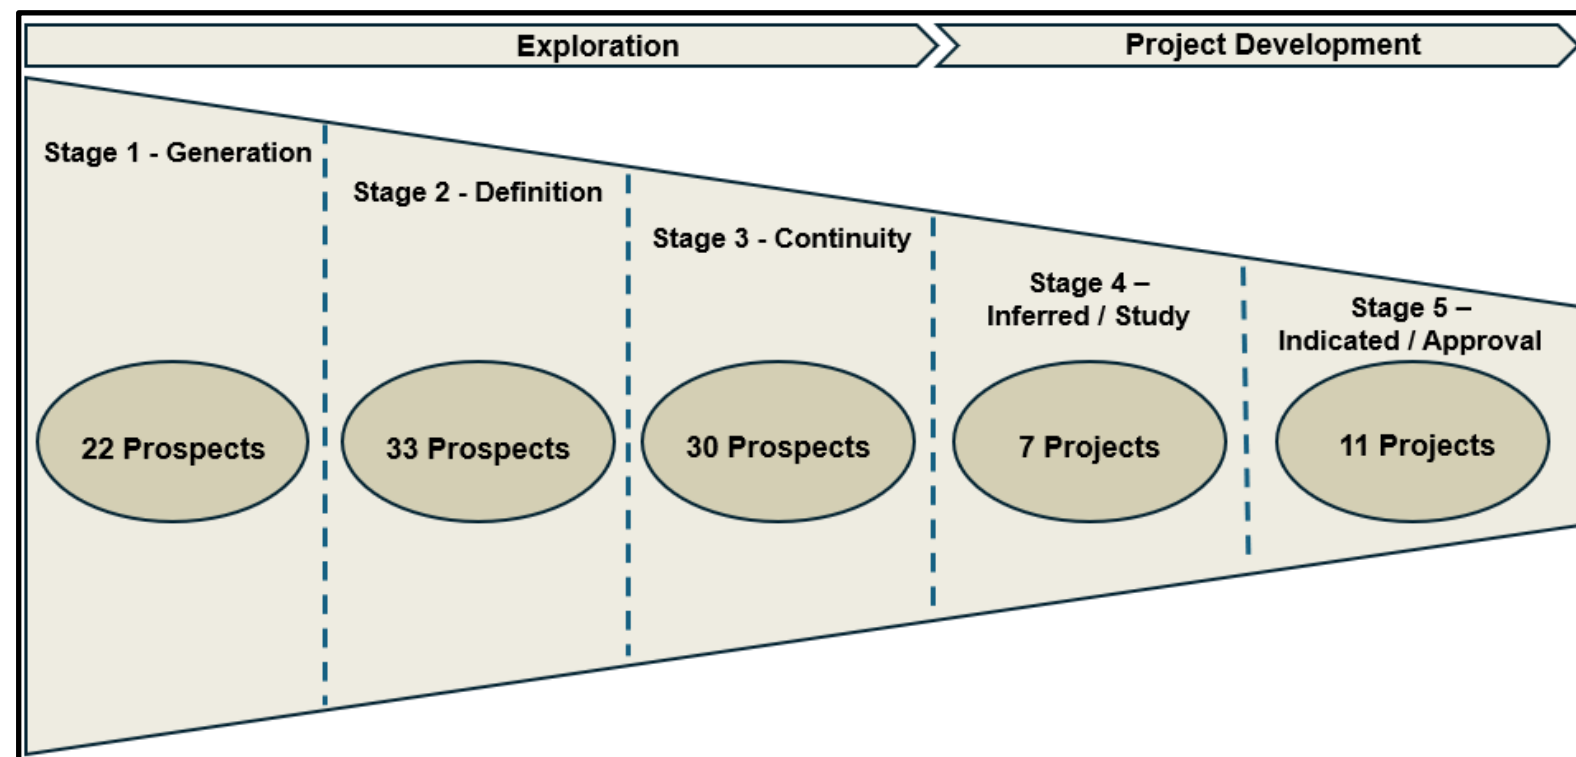 Exploration
Project Development
Stage 1 - Generation
Stage 2 - Definition
Stage 3 - Continuity
Stage 4 –
Inferred / Study
Stage 5 –
Indicated / Approval
22 Prospects
33 Prospects
30 Prospects
7 Projects
11 Projects